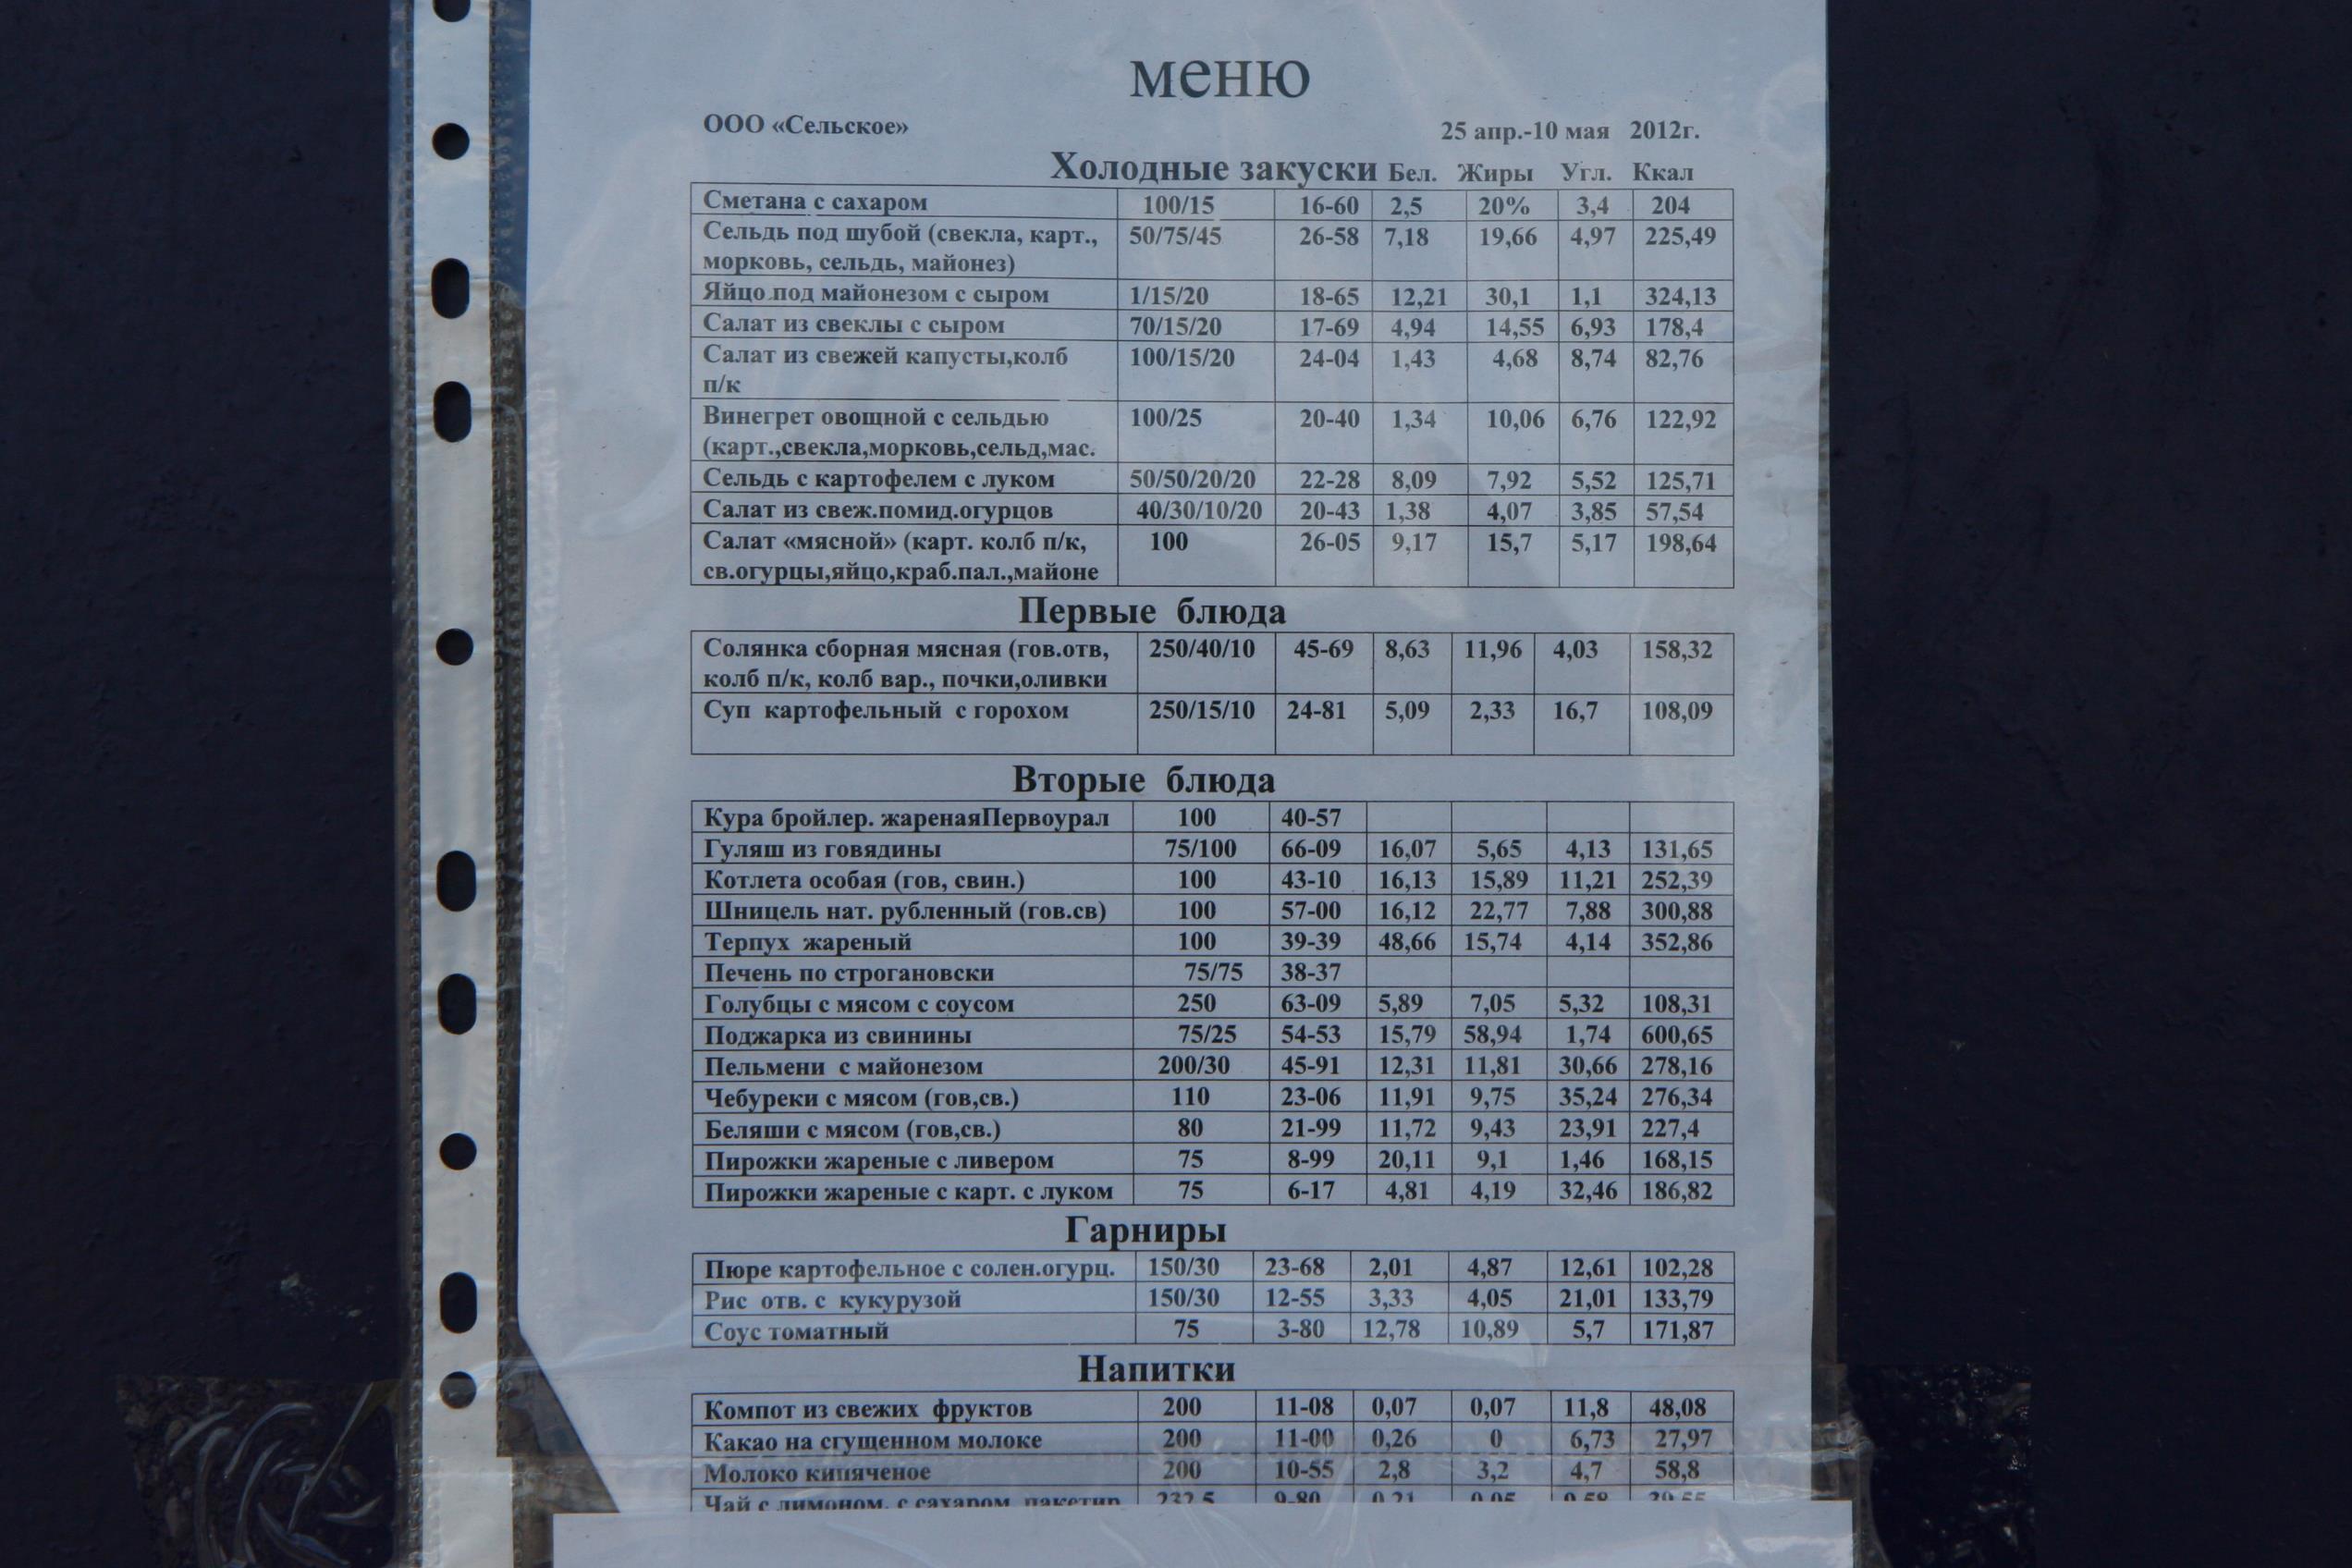 меню
ООО «Сельское» 25 апр.-10 мая 2012г.
Холодные закуски Бел. Жиры Угл. Ккал
Сметана с сахаром 100/15 16-60 2,5 20% 3,4 204
Сельдь под шубой (свекла, карт., 50/75/45 26-58 7,18 19,66 4,97 225,49
морковь, сельдь, майонез)
Яйцо под майонезом с сыром 1/15/20 18-65 12,21 30,1 1,1 324,13
Салат из свеклы с сыром 70/15/20 17-69 4,94 14,55 6,93 178,4
Салат из свежей капусты,колб 100/15/20 24-04 1,43 4,68 8,74 82,76
п/к
Винегрет овощной с сельдью 100/25 20-40 1,34 10,06 6,76 122,92
(карт.,свекла,морковь,сельд,мас.
Сельдь с картофелем с луком 50/50/20/20 22-28 8,09 7,92 5,52 125,71
Салат из свеж.помид.огурцов 40/30/10/20 20-43 1,38 4,07 3,85 57,54
Салат «мясной» (карт. колб п/к, 100 26-05 9,17 15,7 5,17 198,64
св.огурцы,яйцо,краб.пал.,майоне
Первые блюда
Солянка сборная мясная (гов.отв, 250/40/10 45-69 8,63 11,96 4,03 158,32
колб п/к, колб вар., почки,оливки
Суп картофельный с горохом 250/15/10 24-81 5,09 2,33 16,7 108,09
Вторые блюда
Кура бройлер. жаренаяПервоурал 100 40-57
Гуляш из говядины 75/100 66-09 16,07 5,65 4,13 131,65
Котлета особая (гов, свин.) 100 43-10 16,13 15,89 11,21 252,39
Шницель нат. рубленный (гов.св) 100 57-00 16,12 22,77 7,88 300,88
Терпух жареный 100 39-39 48,66 15,74 4,14 352,86
Печень по строгановски 75/75 38-37
Голубцы с мясом с соусом 250 63-09 5,89 7,05 5,32 108,31
Поджарка из свинины 75/25 54-53 15,79 58,94 1,74 600,65
Пельмени с майонезом 200/30 45-91 12,31 11,81 30,66 278,16
Чебуреки с мясом (гов,св.) 110 23-06 11,91 9,75 35,24 276,34
Беляши с мясом (гов,св.) 80 21-99 11,72 9,43 23,91 227,4
Пирожки жареные с ливером 75 8-99 20,11 9,1 1,46 168,15
Пирожки жареные с карт. с луком 75 6-17 4,81 4,19 32,46 186,82
Гарниры
Пюре картофельное с солен.огурц. 150/30 23-68 2,01 4,87 12,61 102,28
Рис отв. с кукурузой 150/30 12-55 3,33 4,05 21,01 133,79
Соус томатный 75 3-80 12,78 10,89 5,7 171,87
Напитки
Компот из свежих фруктов 200 11-08 0,07 0,07 11,8 48,08
Какао на сгущенном молоке 200 11-00 0,26 0 6,73 27,97
Молоко кипяченое 200 10-55 2,8 3,2 4,7 58,8
Чай с лимоном, с сахаром, пакетир 232,5 9-80 0,21 0,05